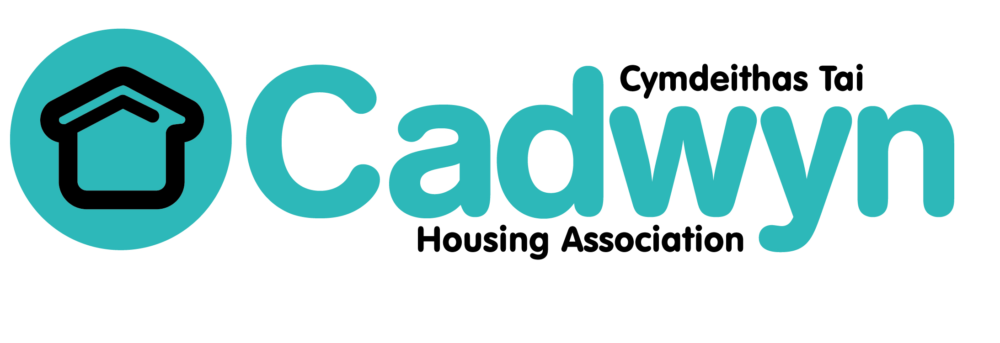 Cymdeithas Tai
Cadwyn
Housing Association